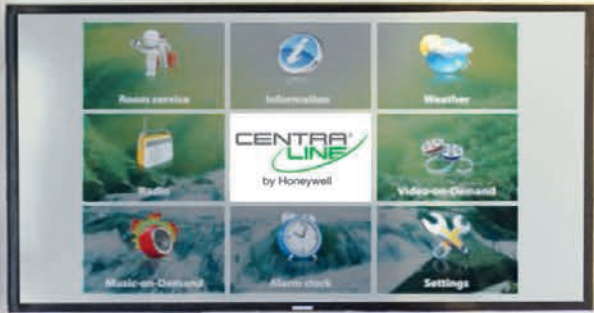 Room service
Information
Weather
Radio
CENTRA®
LINE
by Honeywell
Video-on-Demand
Music-on-Demand
Alarm clock
Settings